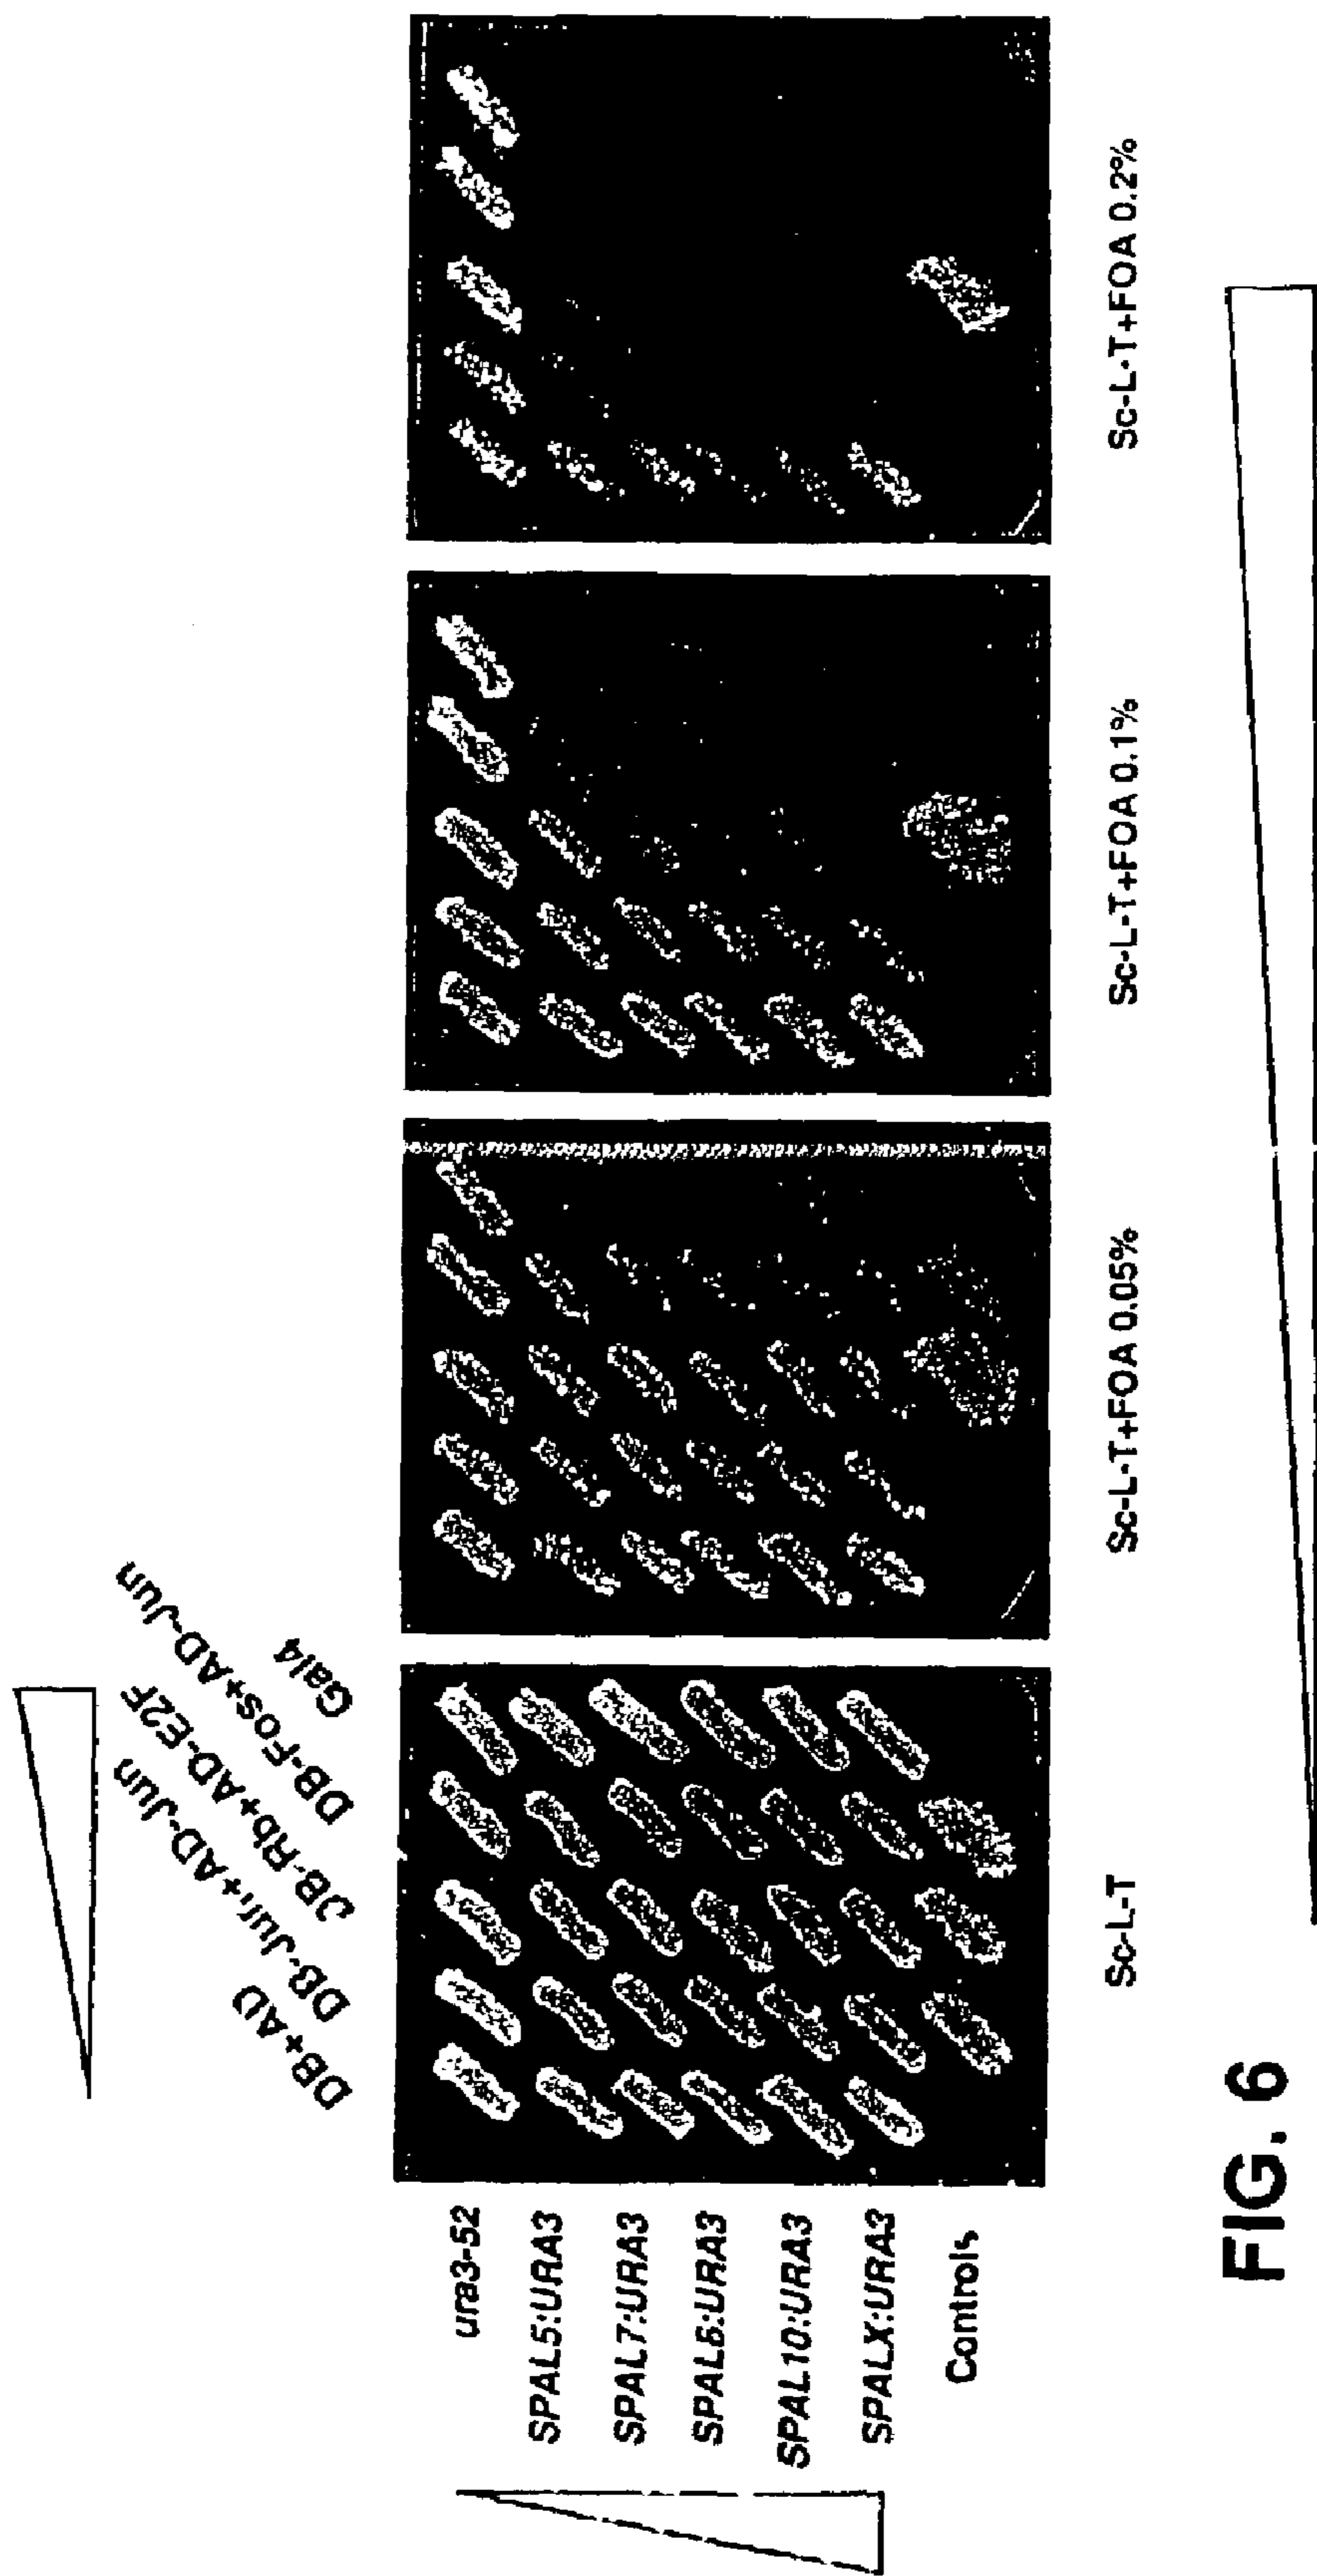 DB+AD
DB-Jun+AD-Jun
DB-Rb+AD-E2F
DB-Fos+AD-Jun
Gal4
ura3-52
SPAL5:URA3
SPAL7:URA3
SPAL8:URA3
SPAL10:URA3
SPALX:URA3
Controls
Sc-L-T
Sc-L-T+FOA 0.05%
Sc-L-T+FOA 0.1%
Sc-L-T+FOA 0.2%
FIG. 6